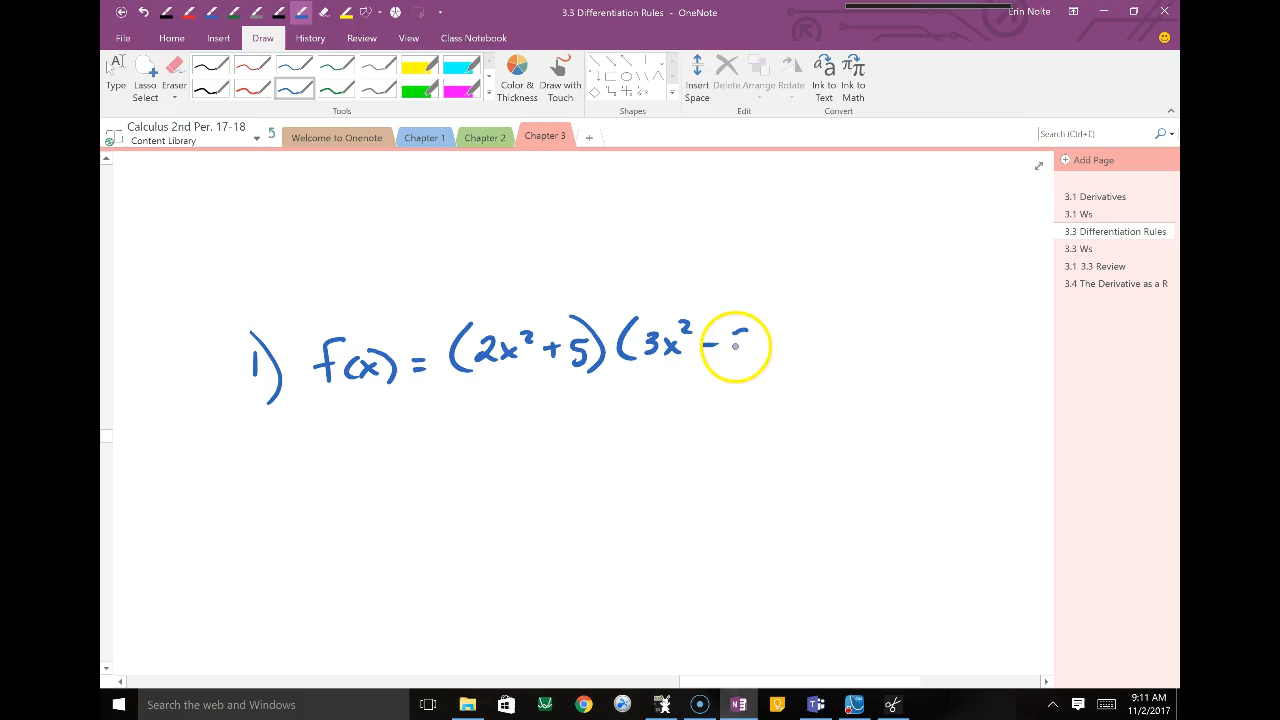 3.3 Differentiation Rules - OneNote
Erin Nolte
File Home Insert Draw History Review View Class Notebook
Type
Lasso Select
Eraser
Color & Thickness
Draw with Touch
Insert Space
Delete
Arrange
Rotate
Ink to Text
Ink to Math
Tools Shapes Edit Convert
Calculus 2nd Per. 17-18
Content Library
Welcome to Onenote Chapter 1 Chapter 2 Chapter 3
Search (Ctrl+E)
Add Page
3.1 Derivatives
3.1 Ws
3.3 Differentiation Rules
3.3 Ws
3.1 3.3 Review
3.4 The Derivative as a R
1) f(x) = (2x² + 5) (3x² -
Search the web and Windows
9:11 AM
11/2/2017